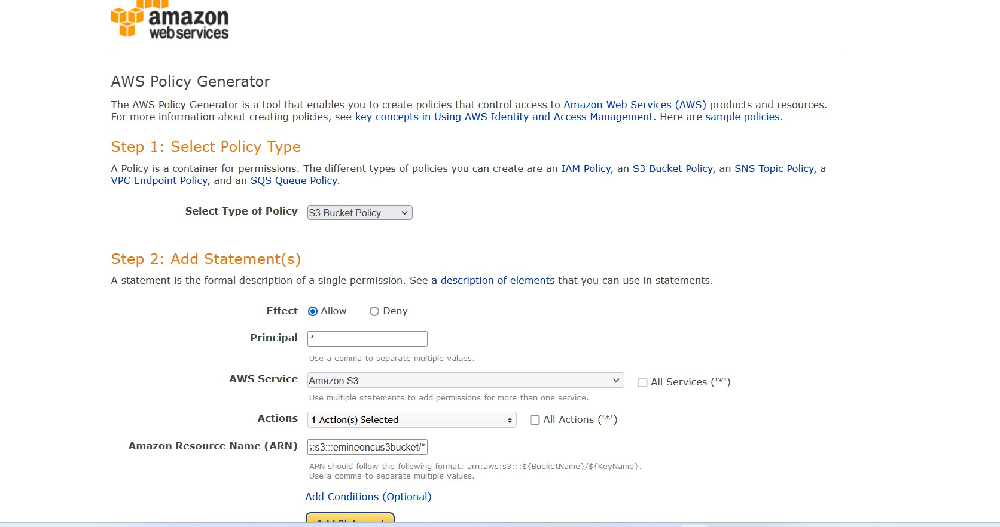 amazon
webservices
AWS Policy Generator
The AWS Policy Generator is a tool that enables you to create policies that control access to Amazon Web Services (AWS) products and resources.
For more information about creating policies, see key concepts in Using AWS Identity and Access Management. Here are sample policies.
Step 1: Select Policy Type
A Policy is a container for permissions. The different types of policies you can create are an IAM Policy, an S3 Bucket Policy, an SNS Topic Policy, a
VPC Endpoint Policy, and an SQS Queue Policy.
Select Type of Policy S3 Bucket Policy
Step 2: Add Statement(s)
A statement is the formal description of a single permission. See a description of elements that you can use in statements.
Effect Allow Deny
Principal *
Use a comma to separate multiple values.
AWS Service Amazon S3 All Services ('*')
Use multiple statements to add permissions for more than one service.
Actions 1 Action(s) Selected All Actions ('*')
Amazon Resource Name (ARN) :s3:::emineoncus3bucket/*
ARN should follow the following format: arn:aws:s3:::${BucketName}/${KeyName}.
Use a comma to separate multiple values.
Add Conditions (Optional)
Add Statement